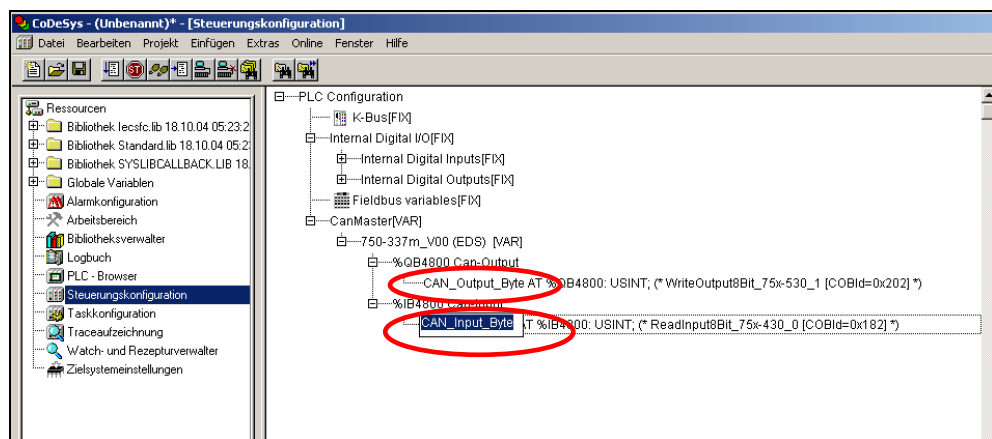 CoDeSys - (Unbenannt)* - [Steuerungskonfiguration]
Datei Bearbeiten Projekt Einfügen Extras Online Fenster Hilfe
Ressourcen
Bibliothek Iecsfc.lib 18.10.04 05:23:2
Bibliothek Standard.lib 18.10.04 05:2
Bibliothek SYSLIBCALLBACK.LIB 18.
Globale Variablen
Alarmkonfiguration
Arbeitsbereich
Bibliotheksverwalter
Logbuch
PLC - Browser
Steuerungskonfiguration
Taskkonfiguration
Traceaufzeichnung
Watch- und Rezepturverwalter
Zielsystemeinstellungen
PLC Configuration
K-Bus[FIX]
Internal Digital I/O[FIX]
Internal Digital Inputs[FIX]
Internal Digital Outputs[FIX]
Fieldbus variables[FIX]
CanMaster[VAR]
750-337m_V00 (EDS) [VAR]
%QB4800 Can-Output
CAN_Output_Byte AT %QB4800: USINT; (* WriteOutput8Bit_75x-530_1 [COBId=0x202] *)
%IB4800
CAN_Input_Byte AT %IB4800: USINT; (* ReadInput8Bit_75x-430_0 [COBId=0x182] *)